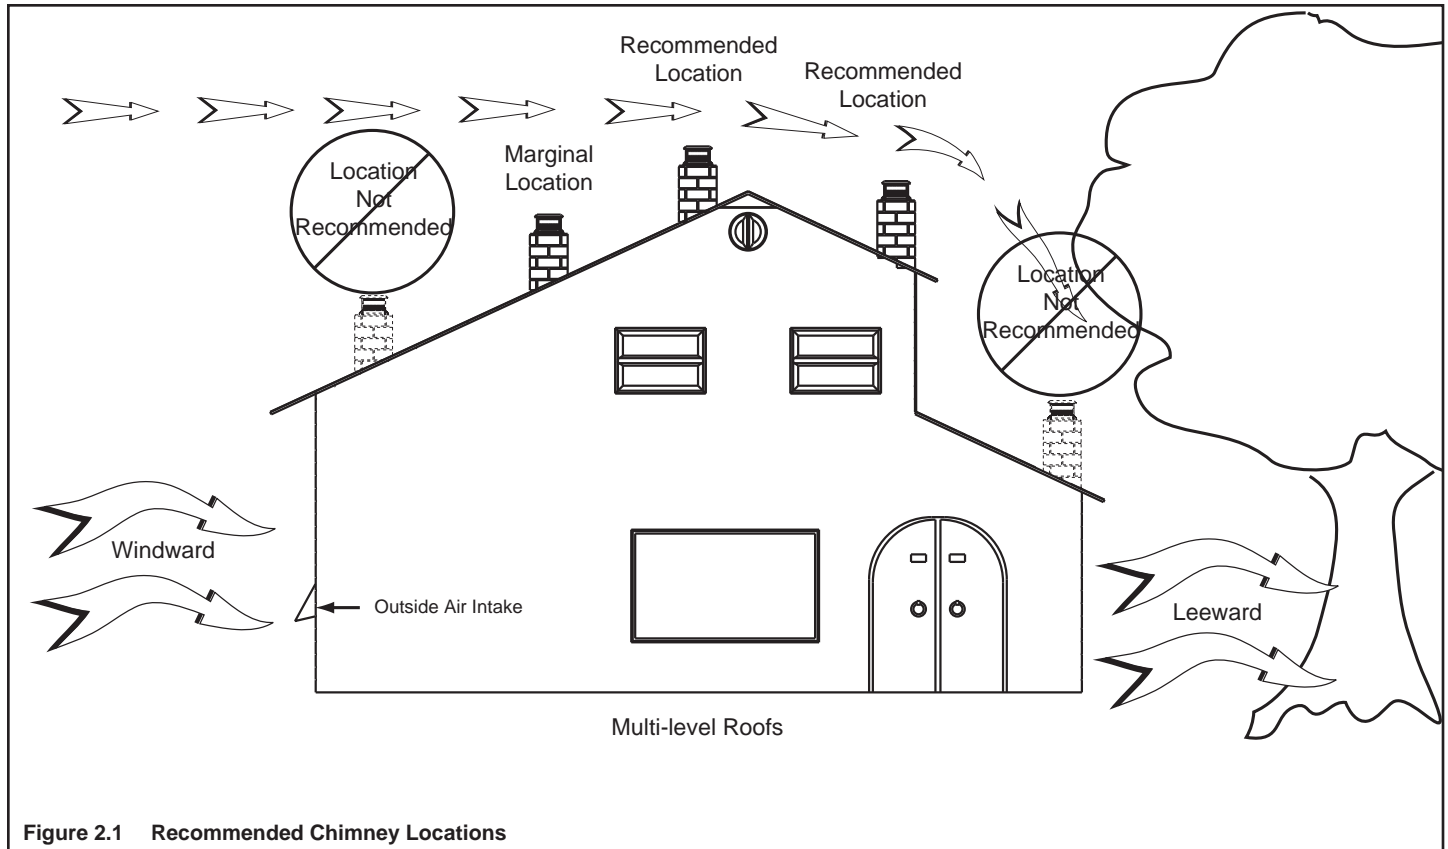 Recommended
Location
Recommended
Location
Marginal
Location
Location
Not
Recommended
Location
Not
Recommended
Windward
Outside Air Intake
Leeward
Multi-level Roofs
Figure 2.1 Recommended Chimney Locations